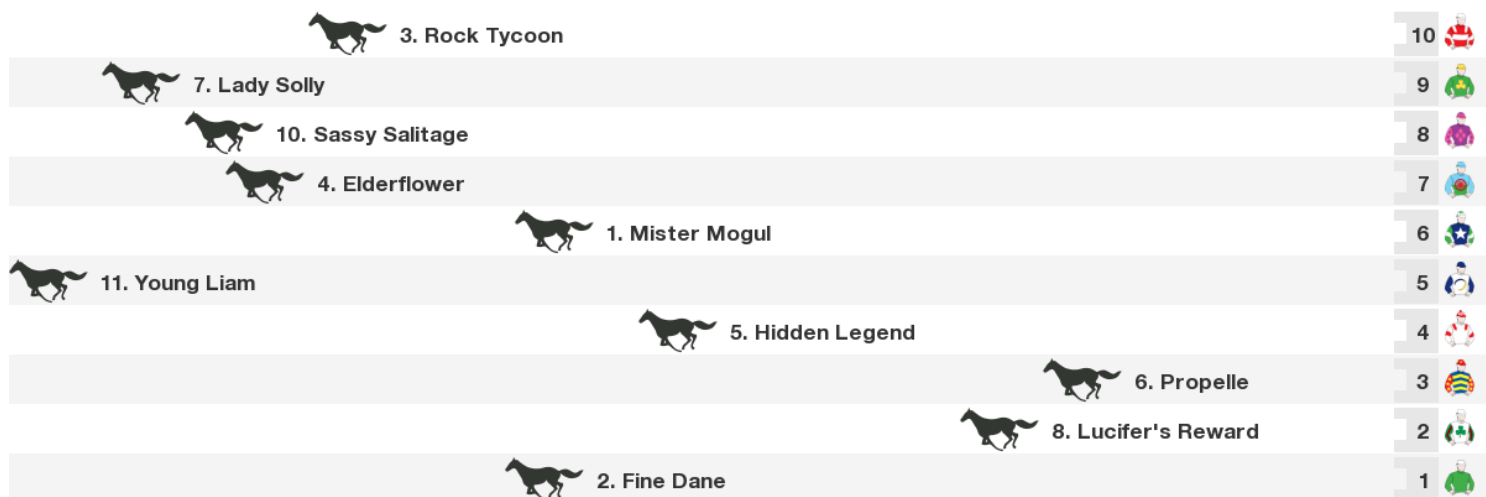 3. Rock Tycoon 10
7. Lady Solly 9
10. Sassy Salitage 8
4. Elderflower 7
1. Mister Mogul 6
11. Young Liam 5
5. Hidden Legend 4
6. Propelle 3
8. Lucifer's Reward 2
2. Fine Dane 1